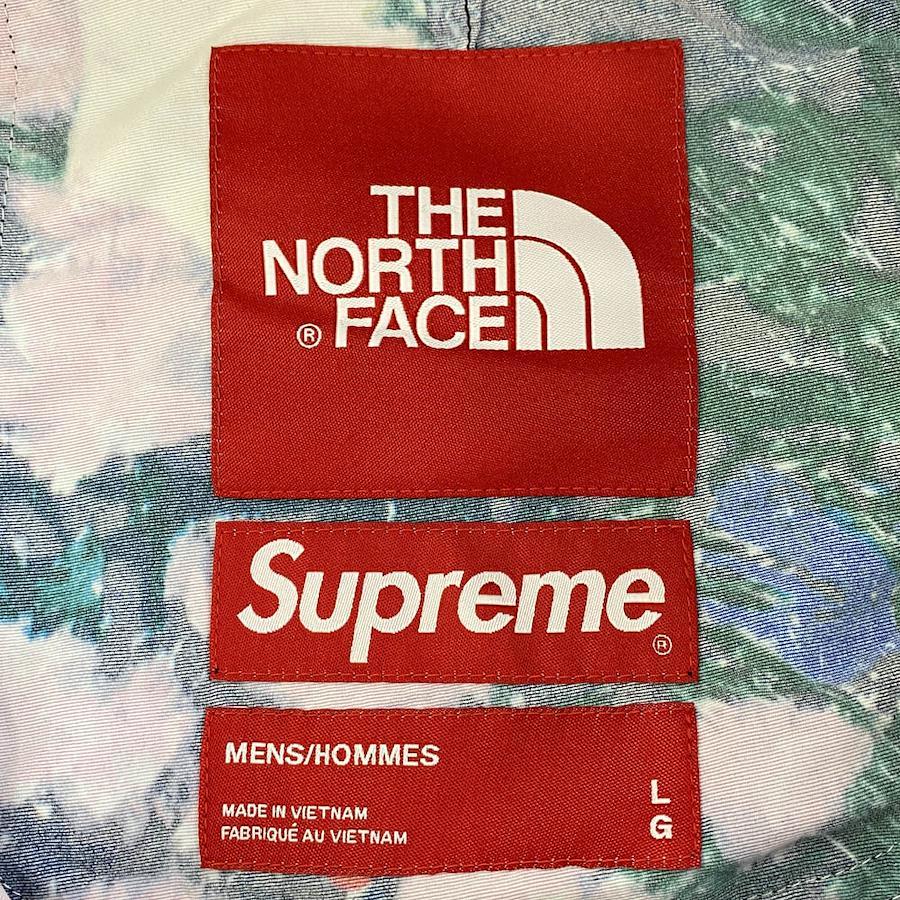 THE
NORTH
® FACE
Supreme®
MENS/HOMMES
MADE IN VIETNAM
FABRIQUÉ AU VIETNAM
L
G